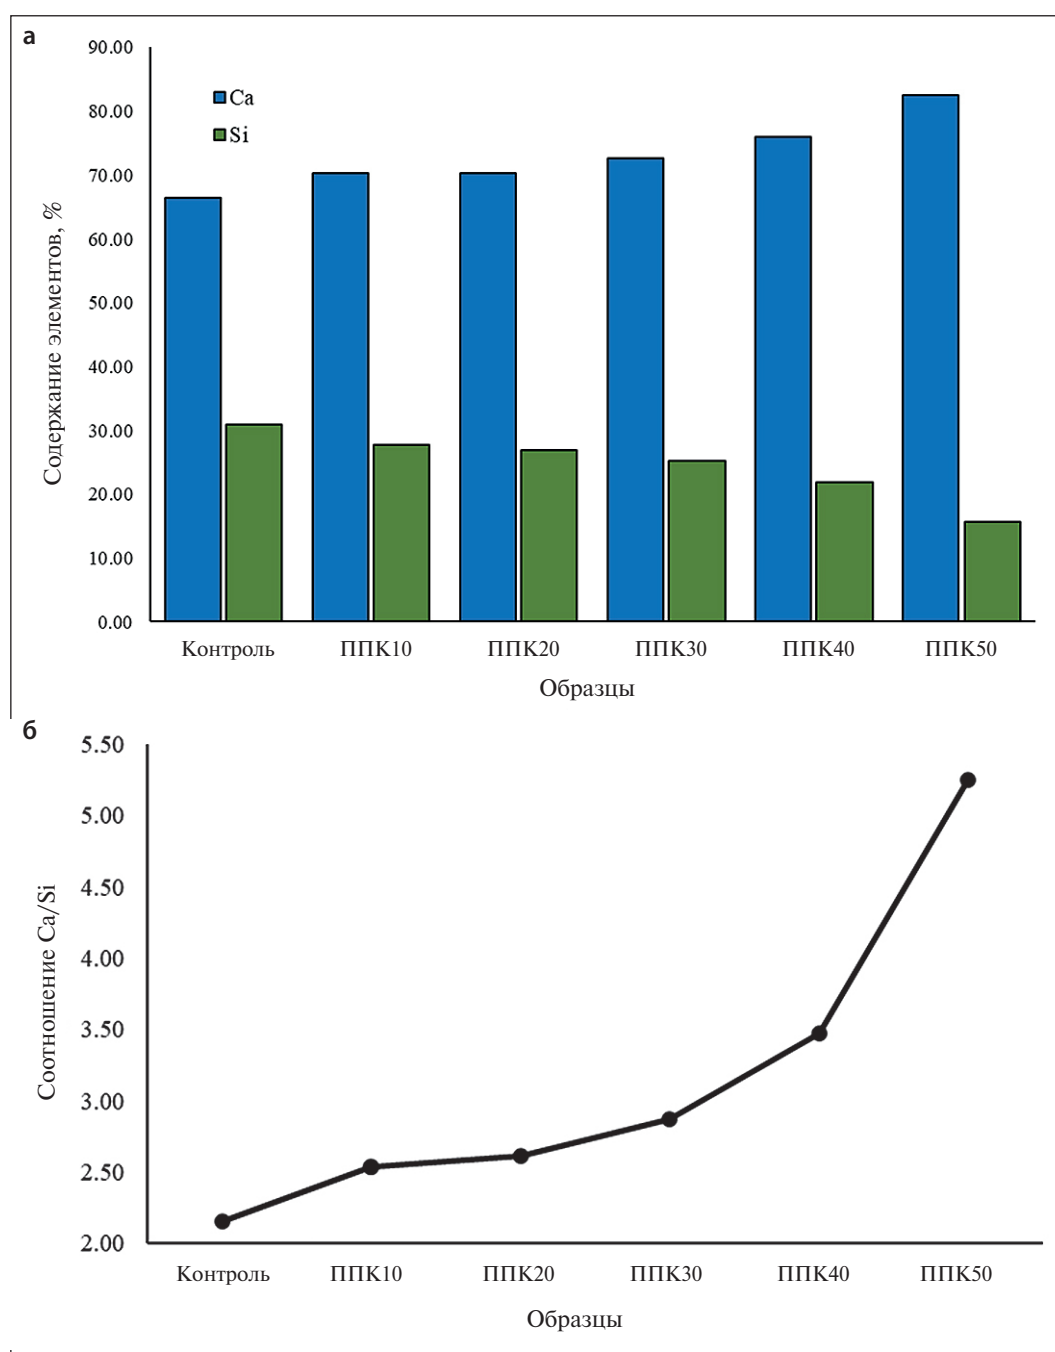 а
90.00
80.00
70.00
60.00
50.00
40.00
30.00
20.00
10.00
0.00
Ca
Si
Содержание элементов, %
Контроль ППК10 ППК20 ППК30 ППК40 ППК50
Образцы
б
5.50
5.00
4.50
4.00
3.50
3.00
2.50
2.00
Соотношение Ca/Si
Контроль ППК10 ППК20 ППК30 ППК40 ППК50
Образцы